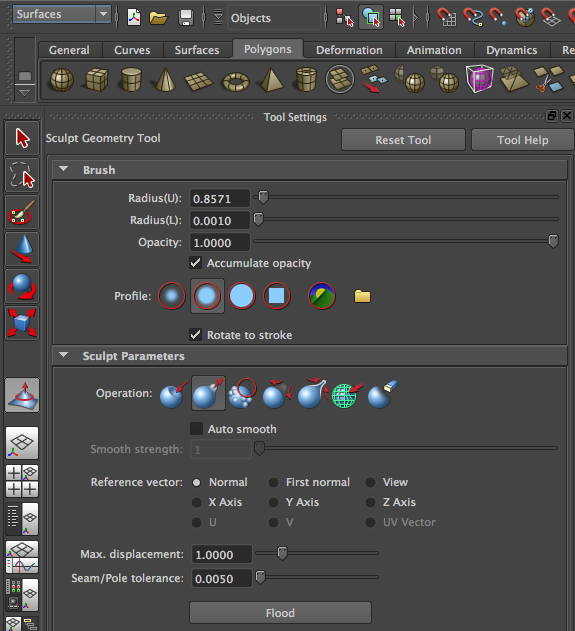 Surfaces
Objects
General Curves Surfaces Polygons Deformation Animation Dynamics Re
Tool Settings
Sculpt Geometry Tool Reset Tool Tool Help
Brush
Radius(U): 0.8571
Radius(L): 0.0010
Opacity: 1.0000
Accumulate opacity
Profile:
Rotate to stroke
Sculpt Parameters
Operation:
Auto smooth
Smooth strength: 1
Reference vector: Normal First normal View
X Axis Y Axis Z Axis
U V UV Vector
Max. displacement: 1.0000
Seam/Pole tolerance: 0.0050
Flood